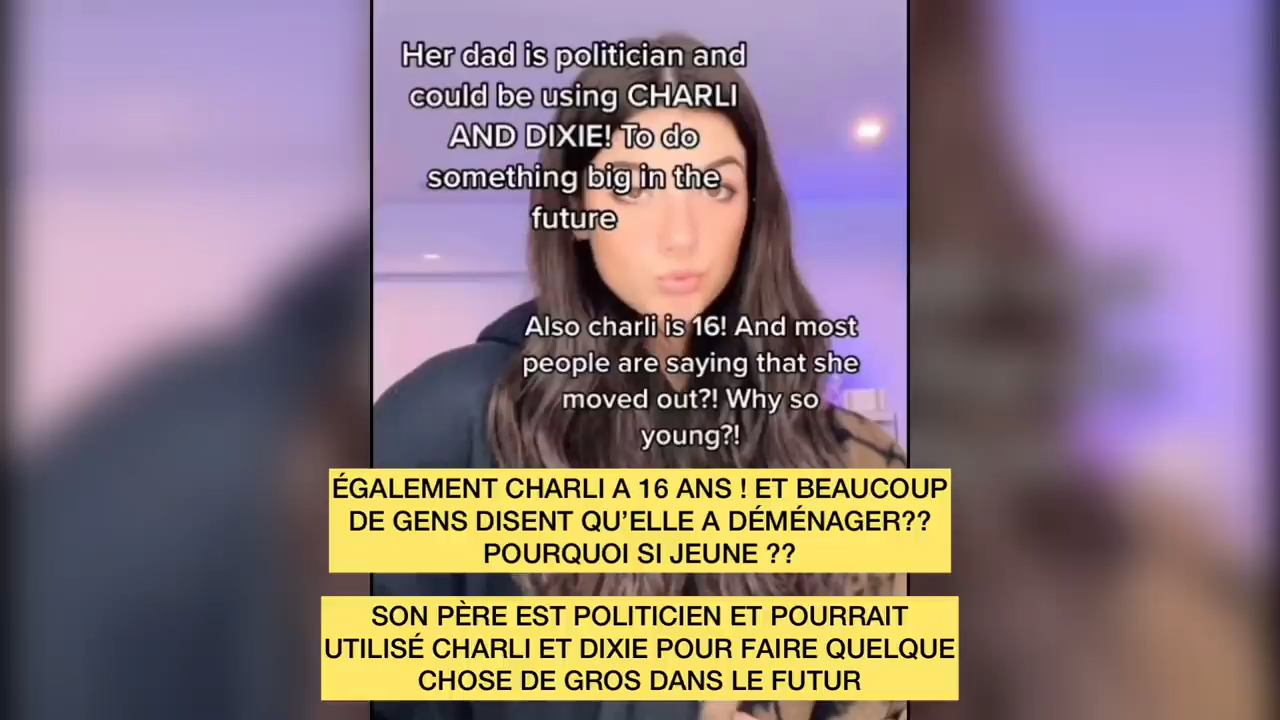 Her dad is politician and
could be using CHARLI
AND DIXIE! To do
something big in the
future
Also charli is 16! And most
people are saying that she
moved out?! Why so
young?!
ÉGALEMENT CHARLI A 16 ANS ! ET BEAUCOUP
DE GENS DISENT QU’ELLE A DÉMÉNAGER??
POURQUOI SI JEUNE ??
SON PÈRE EST POLITICIEN ET POURRAIT
UTILISÉ CHARLI ET DIXIE POUR FAIRE QUELQUE
CHOSE DE GROS DANS LE FUTUR